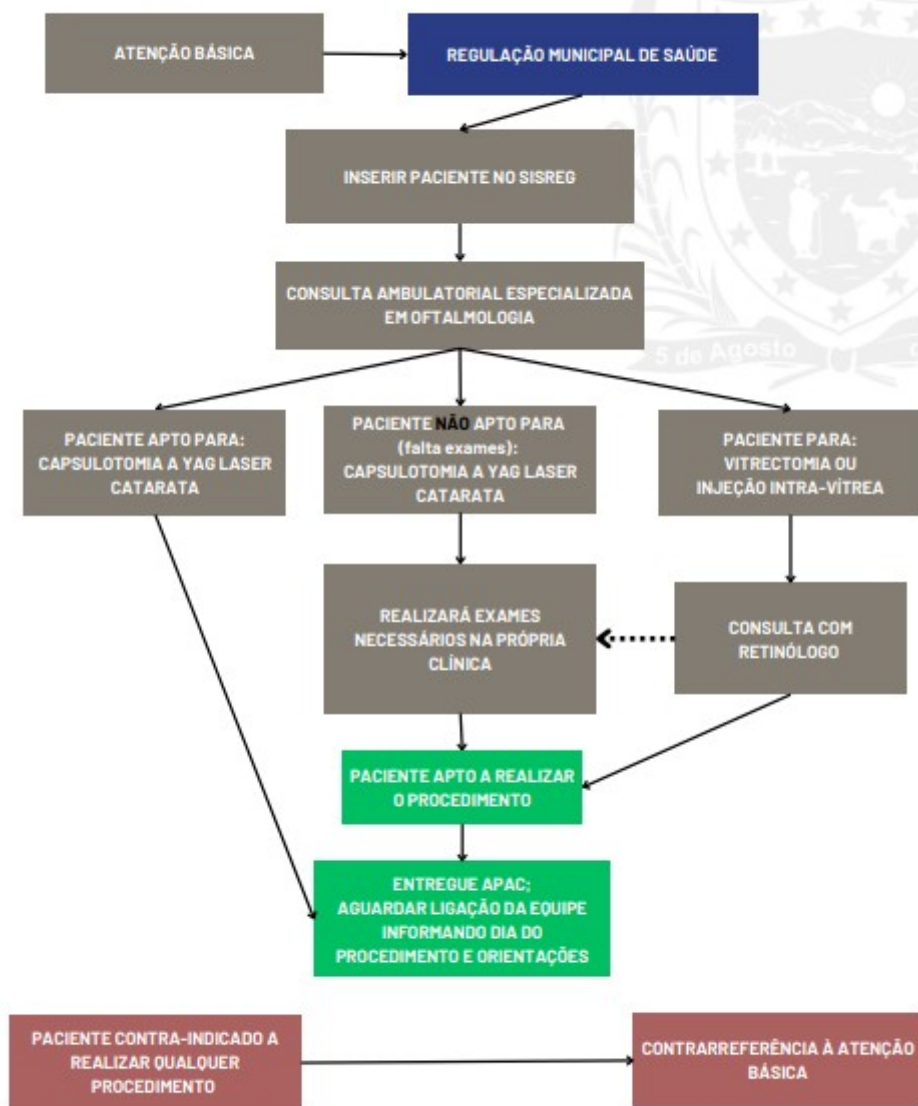 ATENÇÃO BÁSICA
REGULAÇÃO MUNICIPAL DE SAÚDE
INSERIR PACIENTE NO SISREG
CONSULTA AMBULATORIAL ESPECIALIZADA
EM OFTALMOLOGIA
5 de Agosto
PACIENTE APTO PARA:
CAPSULOTOMIA A YAG LASER
CATARATA
PACIENTE NÃO APTO PARA
(falta exames):
CAPSULOTOMIA A YAG LASER
CATARATA
PACIENTE PARA:
VITRECTOMIA OU
INJEÇÃO INTRA-VÍTREA
REALIZARÁ EXAMES
NECESSÁRIOS NA PRÓPRIA
CLÍNICA
CONSULTA COM
RETINÓLOGO
PACIENTE APTO A REALIZAR
O PROCEDIMENTO
ENTREGUE APAC;
AGUARDAR LIGAÇÃO DA EQUIPE
INFORMANDO DIA DO
PROCEDIMENTO E ORIENTAÇÕES
PACIENTE CONTRA-INDICADO A
REALIZAR QUALQUER
PROCEDIMENTO
CONTRARREFERÊNCIA À ATENÇÃO
BÁSICA